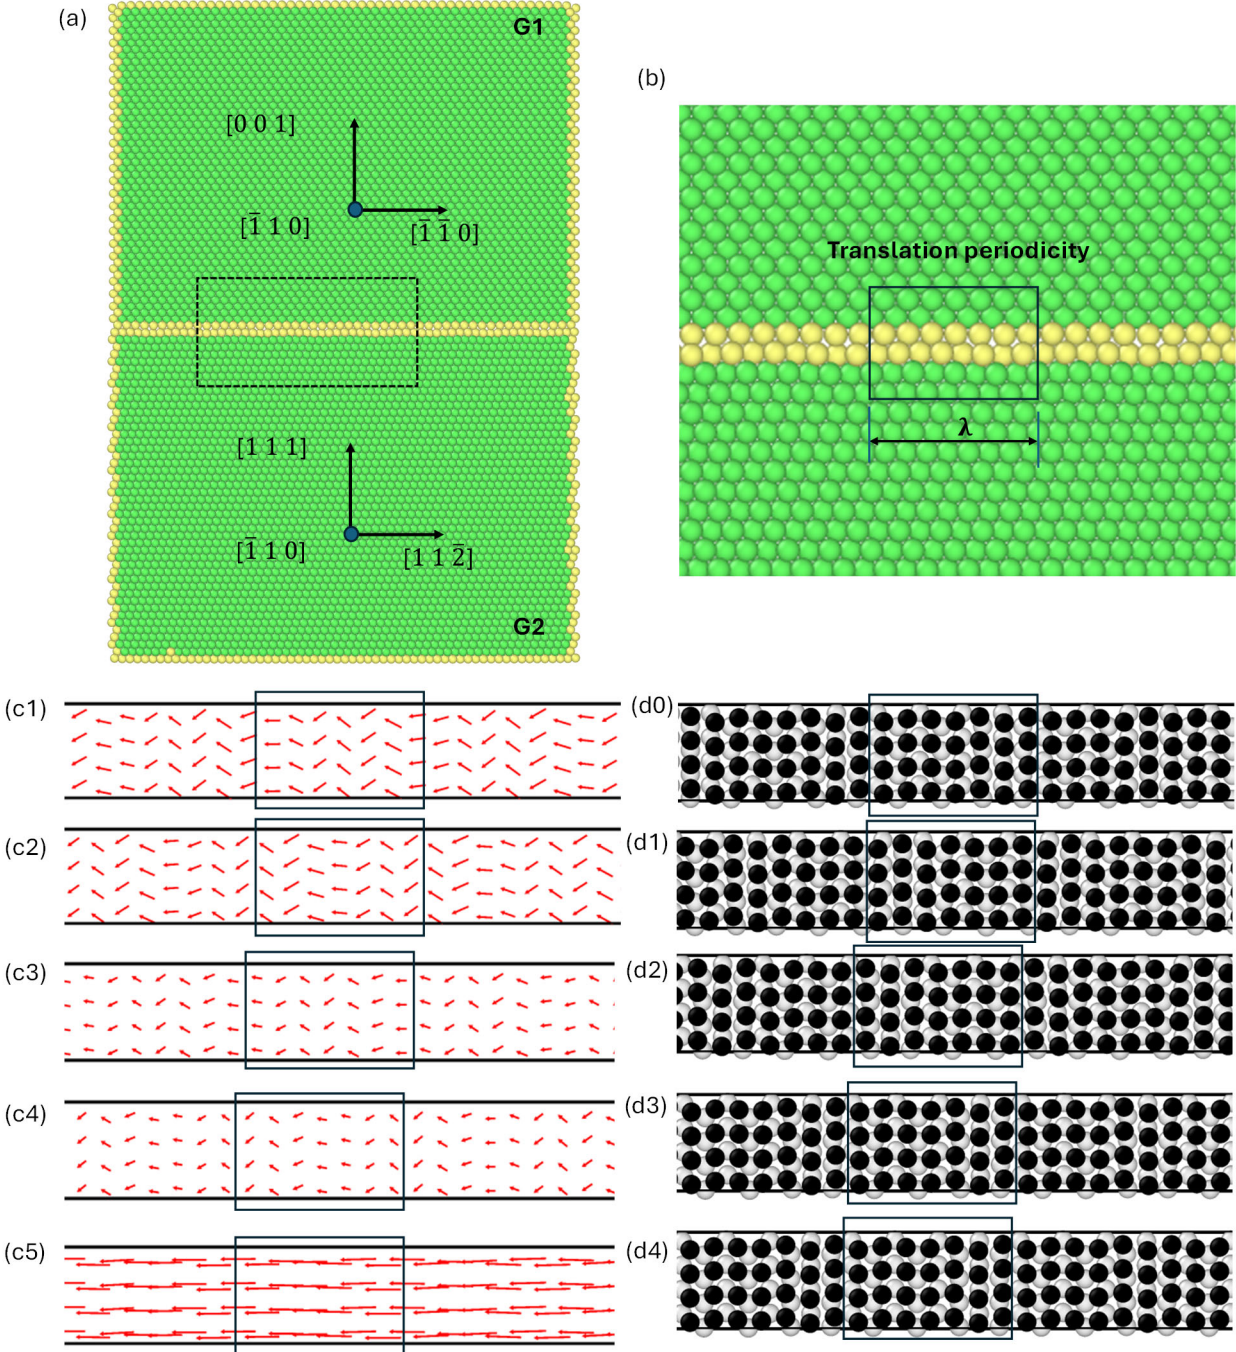 (a)
G1
[0 0 1]
[1̅ 1 0]
[1̅ 1̅ 0]
[1 1 1]
[1̅ 1 0]
[1 1 2̅]
G2
(b)
Translation periodicity
λ
(c1)
(d0)
(c2)
(d1)
(c3)
(d2)
(c4)
(d3)
(c5)
(d4)